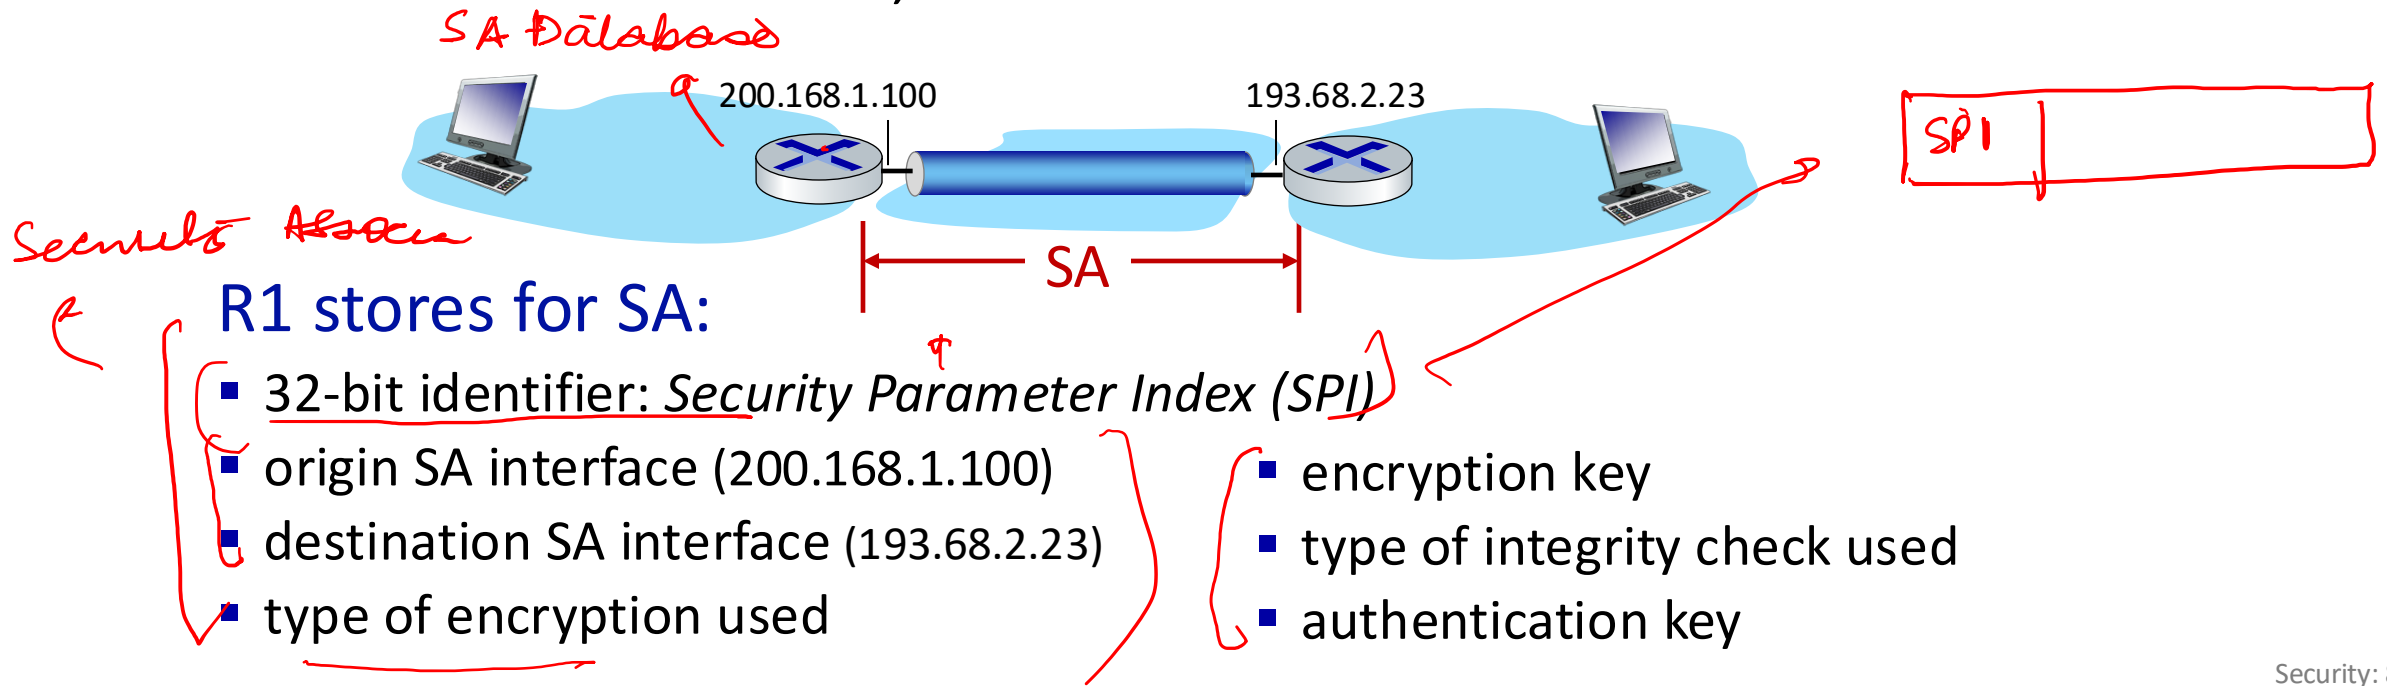 SA Database
200.168.1.100
193.68.2.23
SPI
SA
R1 stores for SA:
▪ 32-bit identifier: Security Parameter Index (SPI)
▪ origin SA interface (200.168.1.100)
▪ destination SA interface (193.68.2.23)
▪ type of encryption used
▪ encryption key
▪ type of integrity check used
▪ authentication key
Security: